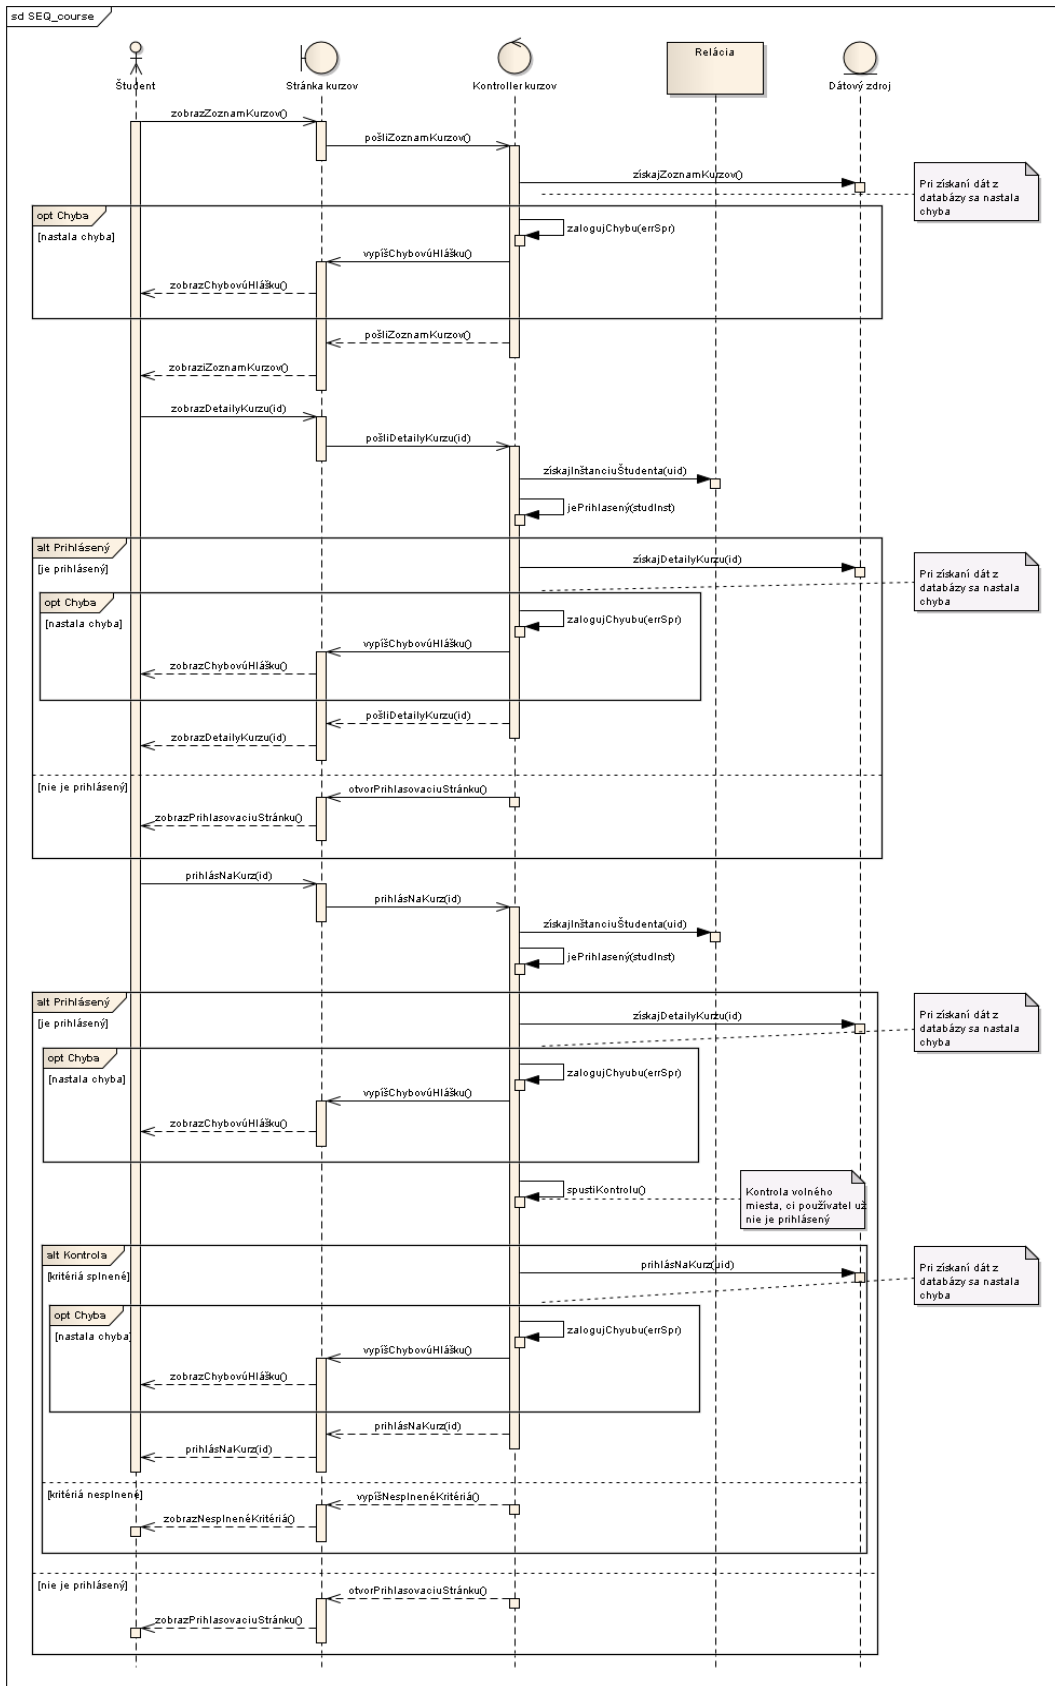 sd SEQ_course
Študent
Stránka kurzov
Kontroller kurzov
Relácia
Dátový zdroj
zobrazZoznamKurzov()
pošliZoznamKurzov()
získajZoznamKurzov()
Pri získaní dát z
databázy sa nastala
chyba
opt Chyba
[nastala chyba]
zalogujChybu(errSpr)
vypíšChybovúHlášku()
zobrazChybovúHlášku()
pošliZoznamKurzov()
zobraziZoznamKurzov()
zobrazDetailyKurzu(id)
pošliDetailyKurzu(id)
získajInštanciuŠtudenta(uid)
jePrihlasený(studInst)
alt Prihlásený
[je prihlásený]
získajDetailyKurzu(id)
Pri získaní dát z
databázy sa nastala
chyba
opt Chyba
[nastala chyba]
zalogujChyubu(errSpr)
vypíšChybovúHlášku()
zobrazChybovúHlášku()
pošliDetailyKurzu(id)
zobrazDetailyKurzu(id)
[nie je prihlásený]
otvorPrihlasovaciuStránku()
zobrazPrihlasovaciuStránku()
prihlásNaKurz(id)
prihlásNaKurz(id)
získajInštanciuŠtudenta(uid)
jePrihlasený(studInst)
alt Prihlásený
[je prihlásený]
získajDetailyKurzu(id)
Pri získaní dát z
databázy sa nastala
chyba
opt Chyba
[nastala chyba]
zalogujChyubu(errSpr)
vypíšChybovúHlášku()
zobrazChybovúHlášku()
spustiKontrolu()
Kontrola volného
miesta, ci používatel už
nie je prihlásený
alt Kontrola
[kritériá splnené]
prihlásNaKurz(uid)
Pri získaní dát z
databázy sa nastala
chyba
opt Chyba
[nastala chyba]
zalogujChyubu(errSpr)
vypíšChybovúHlášku()
zobrazChybovúHlášku()
prihlásNaKurz(id)
prihlásNaKurz(id)
[kritériá nesplnené]
vypíšNesplnenéKritériá()
zobrazNesplnenéKritériá()
[nie je prihlásený]
otvorPrihlasovaciuStránku()
zobrazPrihlasovaciuStránku()